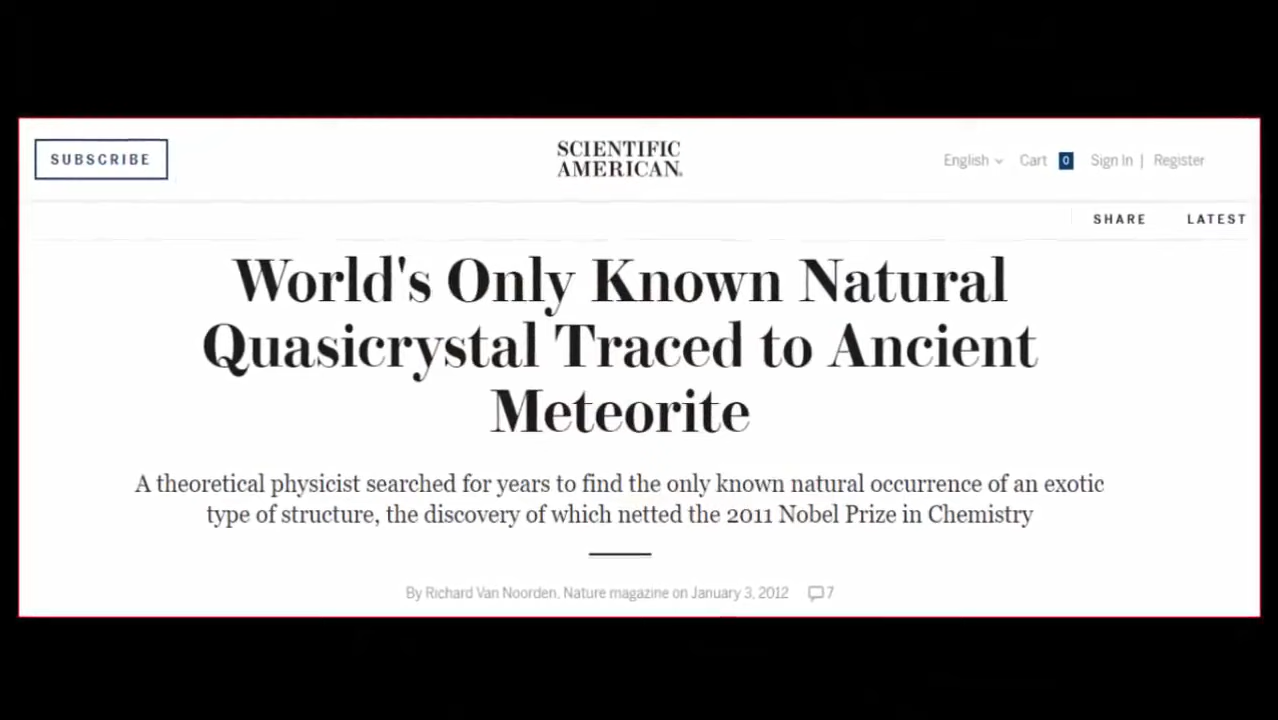 SUBSCRIBE
SCIENTIFIC
AMERICAN®
English
Cart 0
Sign In | Register
SHARE
LATEST
World's Only Known Natural
Quasicrystal Traced to Ancient
Meteorite
A theoretical physicist searched for years to find the only known natural occurrence of an exotic
type of structure, the discovery of which netted the 2011 Nobel Prize in Chemistry
By Richard Van Noorden, Nature magazine on January 3, 2012 7